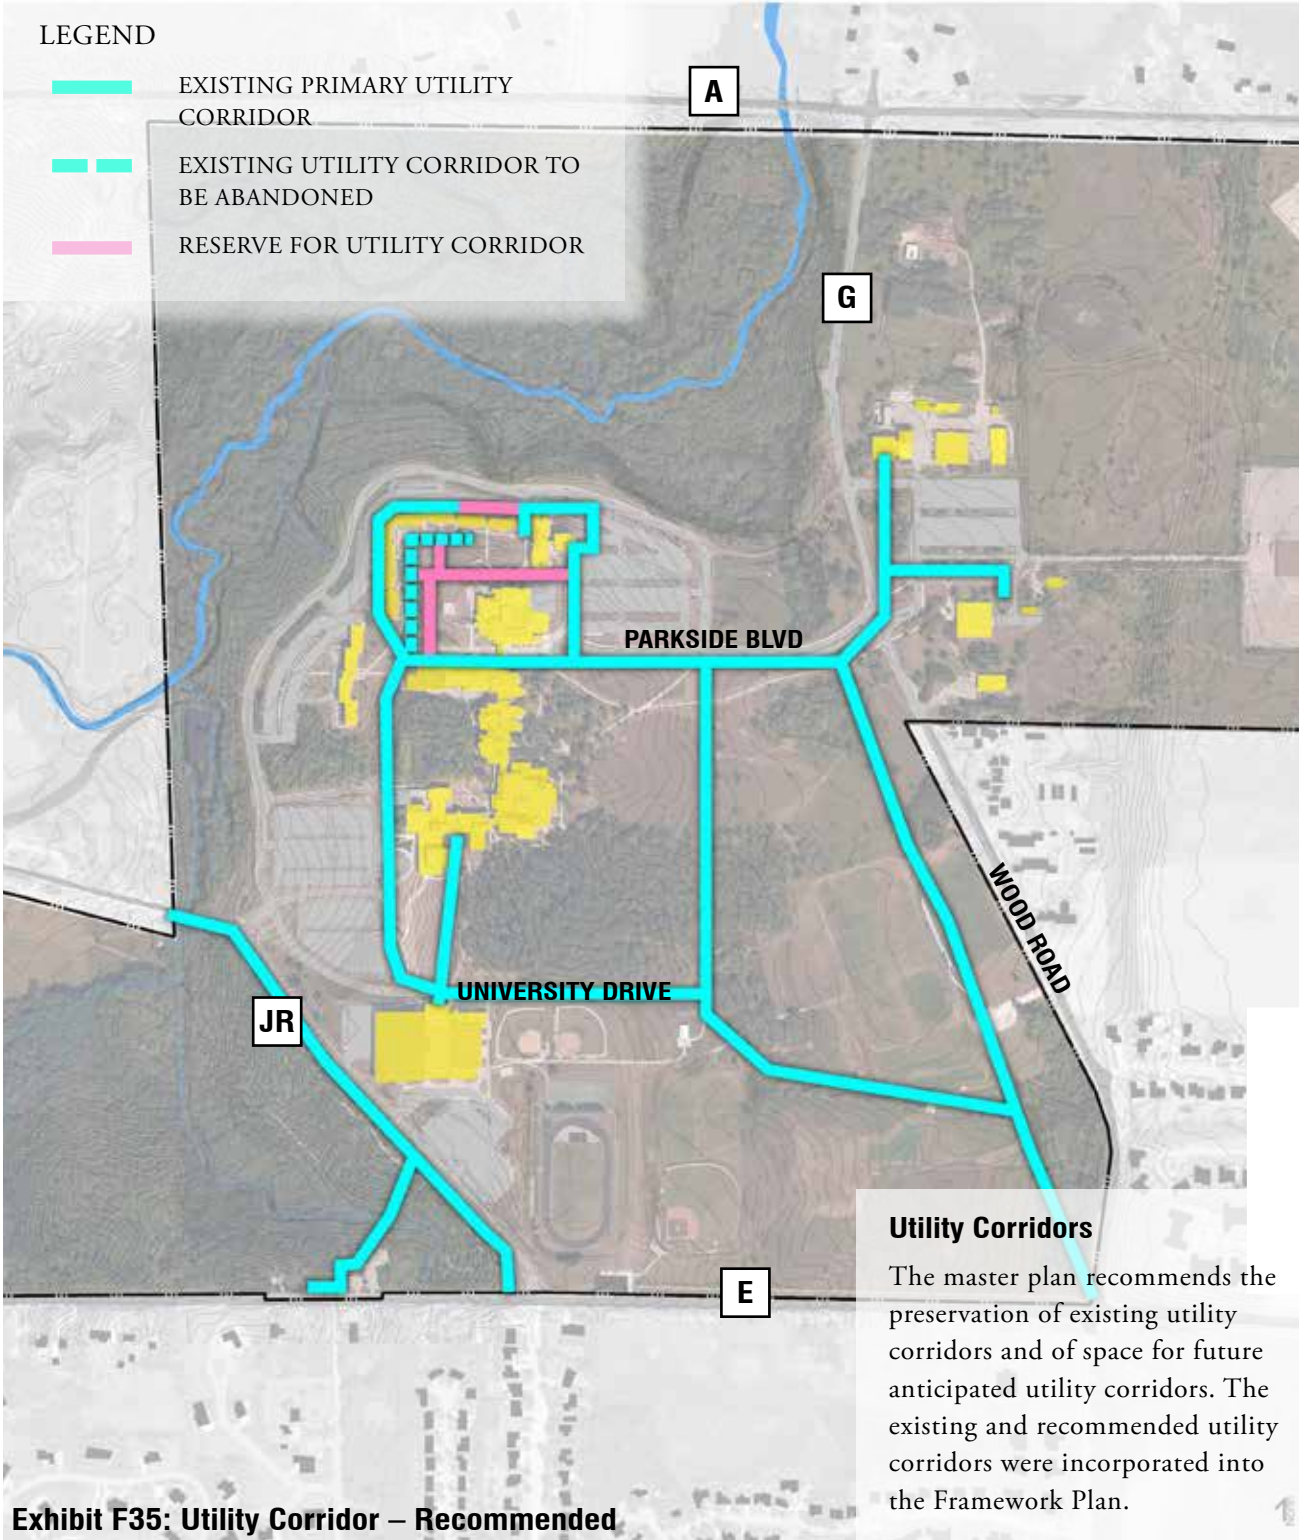 LEGEND
EXISTING PRIMARY UTILITY
CORRIDOR
EXISTING UTILITY CORRIDOR TO
BE ABANDONED
RESERVE FOR UTILITY CORRIDOR
A
G
PARKSIDE BLVD
WOOD ROAD
UNIVERSITY DRIVE
JR
E
Utility Corridors
The master plan recommends the
preservation of existing utility
corridors and of space for future
anticipated utility corridors. The
existing and recommended utility
corridors were incorporated into
the Framework Plan.
Exhibit F35: Utility Corridor – Recommended